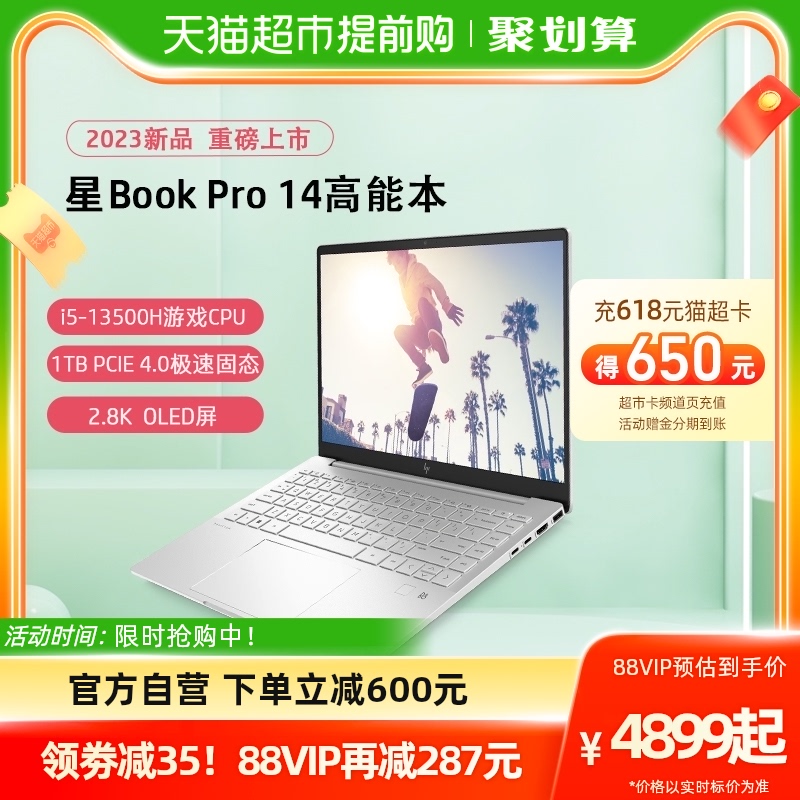 天猫超市提前购 | 聚划算
2023新品 重磅上市
星Book Pro 14高能本
天猫超市
i5-13500H游戏CPU
1TB PCIE 4.0极速固态
2.8K OLED屏
充618元猫超卡
得650元
超市卡频道页充值
活动赠金分期到账
hp
活动时间：限时抢购中！
官方自营 下单立减600元
领券减35！88VIP再减287元
88VIP预估到手价
¥4899起
*价格以实时标价为准